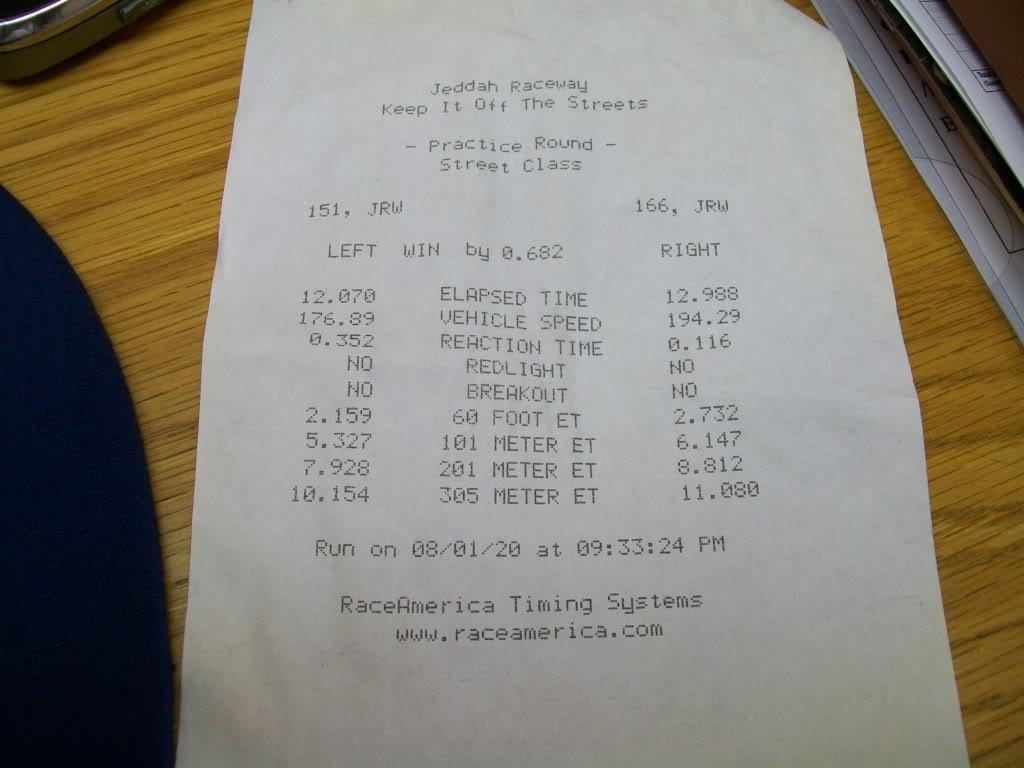 Jeddah Raceway
Keep It Off The Streets
- Practice Round -
Street Class
151, JRW 166, JRW
LEFT WIN by 0.682 RIGHT
12.070 ELAPSED TIME 12.988
176.89 VEHICLE SPEED 194.29
0.352 REACTION TIME 0.116
NO REDLIGHT NO
NO BREAKOUT NO
2.159 60 FOOT ET 2.732
5.327 101 METER ET 6.147
7.928 201 METER ET 8.812
10.154 305 METER ET 11.080
Run on 08/01/20 at 09:33:24 PM
RaceAmerica Timing Systems
www.raceamerica.com